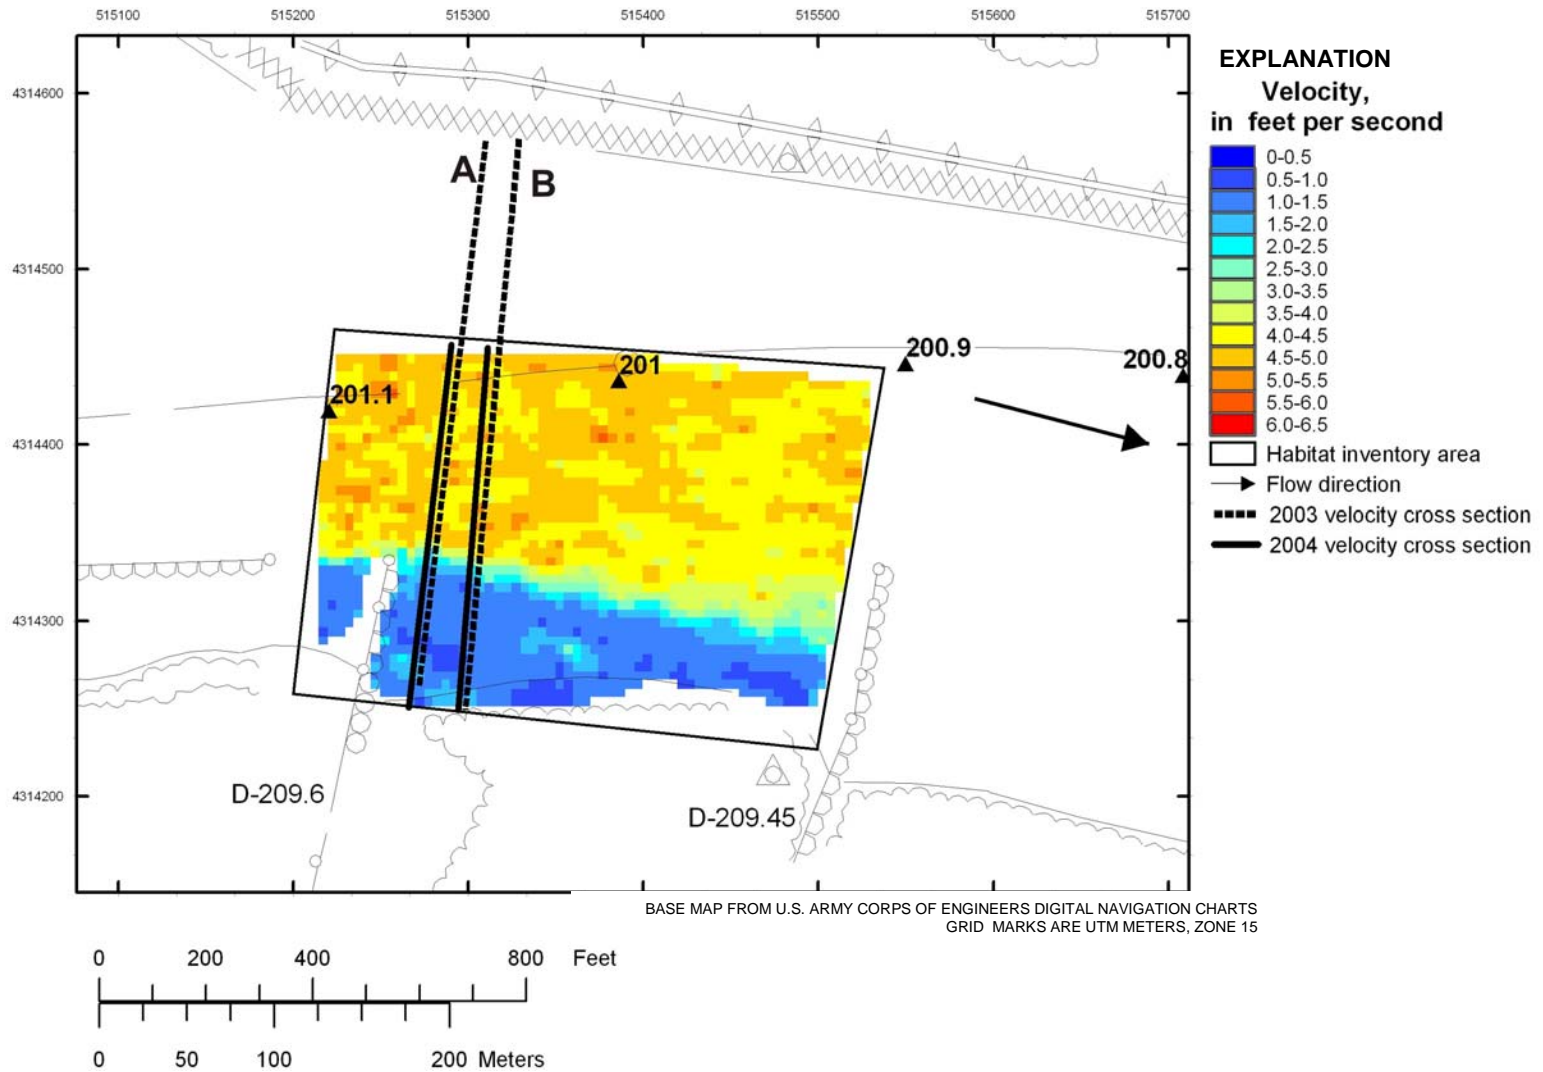 515100 515200 515300 515400 515500 515600 515700
4314600
4314500
4314400
4314300
4314200
A
B
201.1
201
200.9
200.8
D-209.6
D-209.45
EXPLANATION
Velocity,
in feet per second
0-0.5
0.5-1.0
1.0-1.5
1.5-2.0
2.0-2.5
2.5-3.0
3.0-3.5
3.5-4.0
4.0-4.5
4.5-5.0
5.0-5.5
5.5-6.0
6.0-6.5
Habitat inventory area
Flow direction
2003 velocity cross section
2004 velocity cross section
BASE MAP FROM U.S. ARMY CORPS OF ENGINEERS DIGITAL NAVIGATION CHARTS
GRID MARKS ARE UTM METERS, ZONE 15
0 200 400 800 Feet
0 50 100 200 Meters